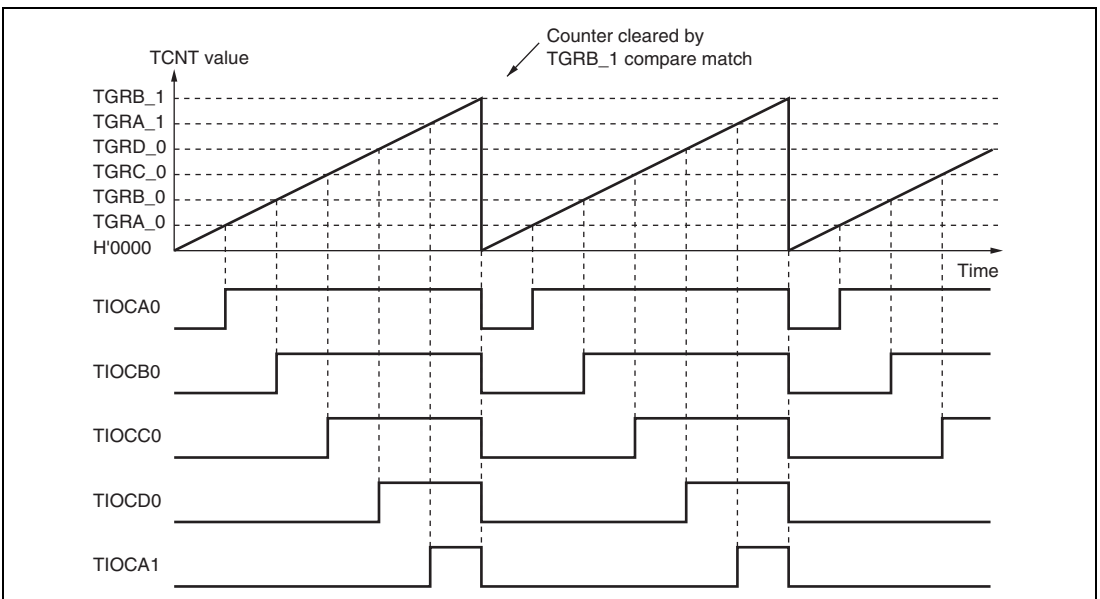 Counter cleared by
TGRB_1 compare match
TCNT value
TGRB_1
TGRA_1
TGRD_0
TGRC_0
TGRB_0
TGRA_0
H'0000
Time
TIOCA0
TIOCB0
TIOCC0
TIOCD0
TIOCA1